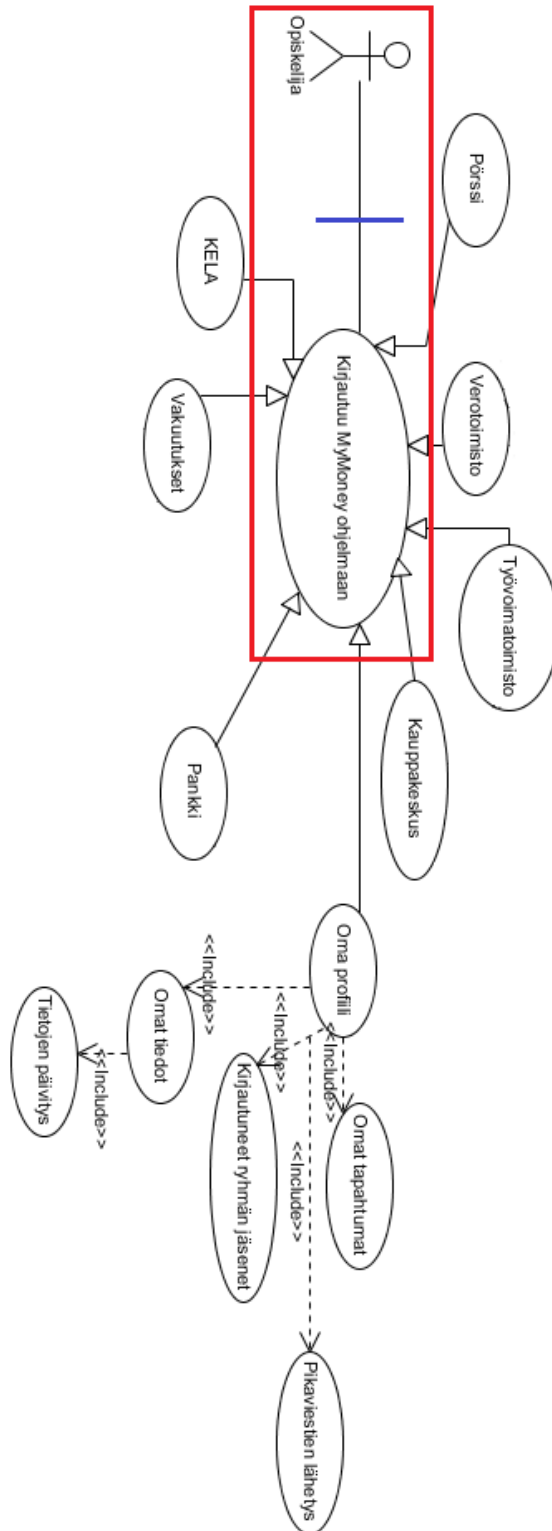 Pörssi
Verotoimisto
Työvoimatoimisto
Kauppakeskus
Opiskelija
Kirjautuu MyMoney ohjelmaan
Oma profiili
Omat tapahtumat
<<Include>>
Pikaviestien lähetys
<<Include>>
<<Include>>
Kirjautuneet ryhmän jäsenet
<<Include>>
KELA
Vakuutukset
Pankki
Omat tiedot
<<Include>>
Tietojen päivitys